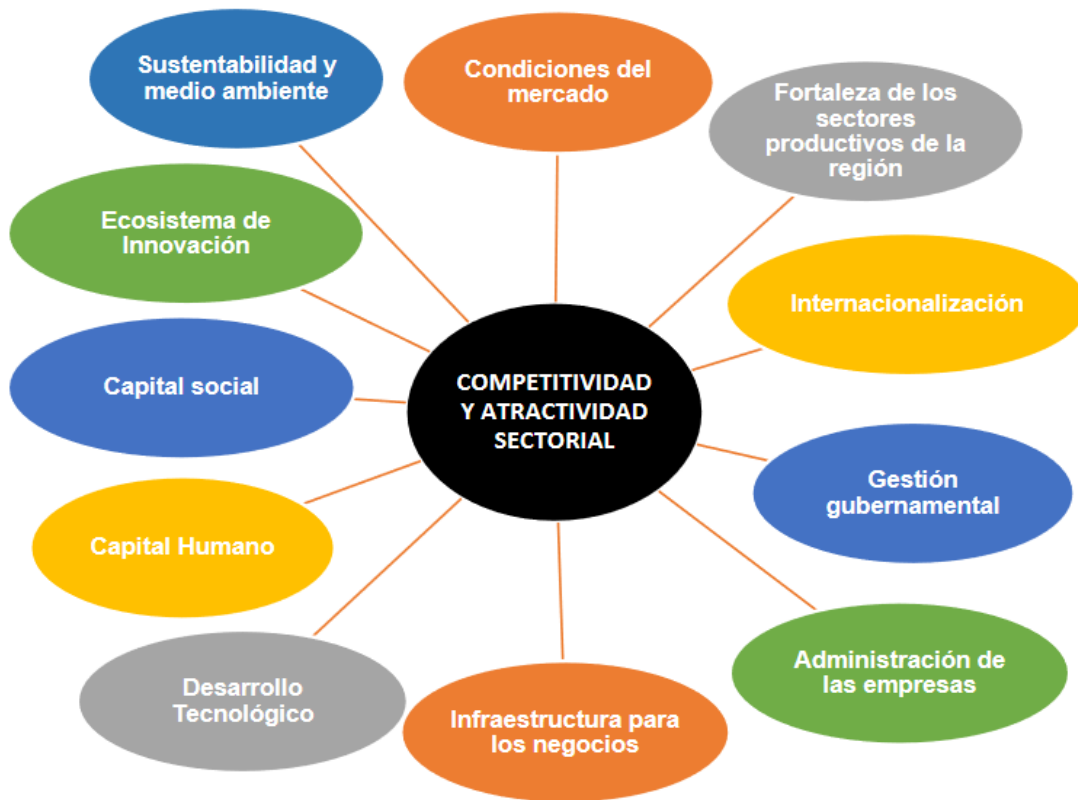 Sustentabilidad y
medio ambiente
Condiciones del
mercado
Fortaleza de los
sectores
productivos de la
región
Ecosistema de
Innovación
Internacionalización
Capital social
COMPETITIVIDAD
Y ATRACTIVIDAD
SECTORIAL
Gestión
gubernamental
Capital Humano
Administración de
las empresas
Desarrollo
Tecnológico
Infraestructura para
los negocios